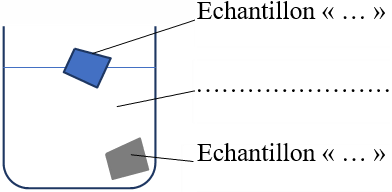 Echantillon « … »
……………………
Echantillon « … »